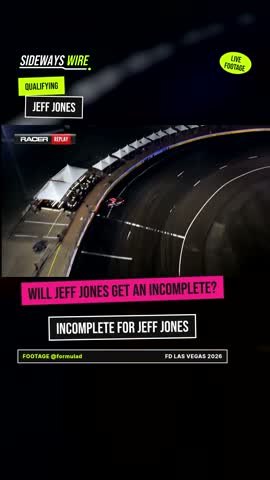 SIDEWAYS WIRE.
LIVE
FOOTAGE
QUALIFYING
JEFF JONES
RACER REPLAY
WILL JEFF JONES GET AN INCOMPLETE?
INCOMPLETE FOR JEFF JONES
FOOTAGE @formulad
FD LAS VEGAS 2026